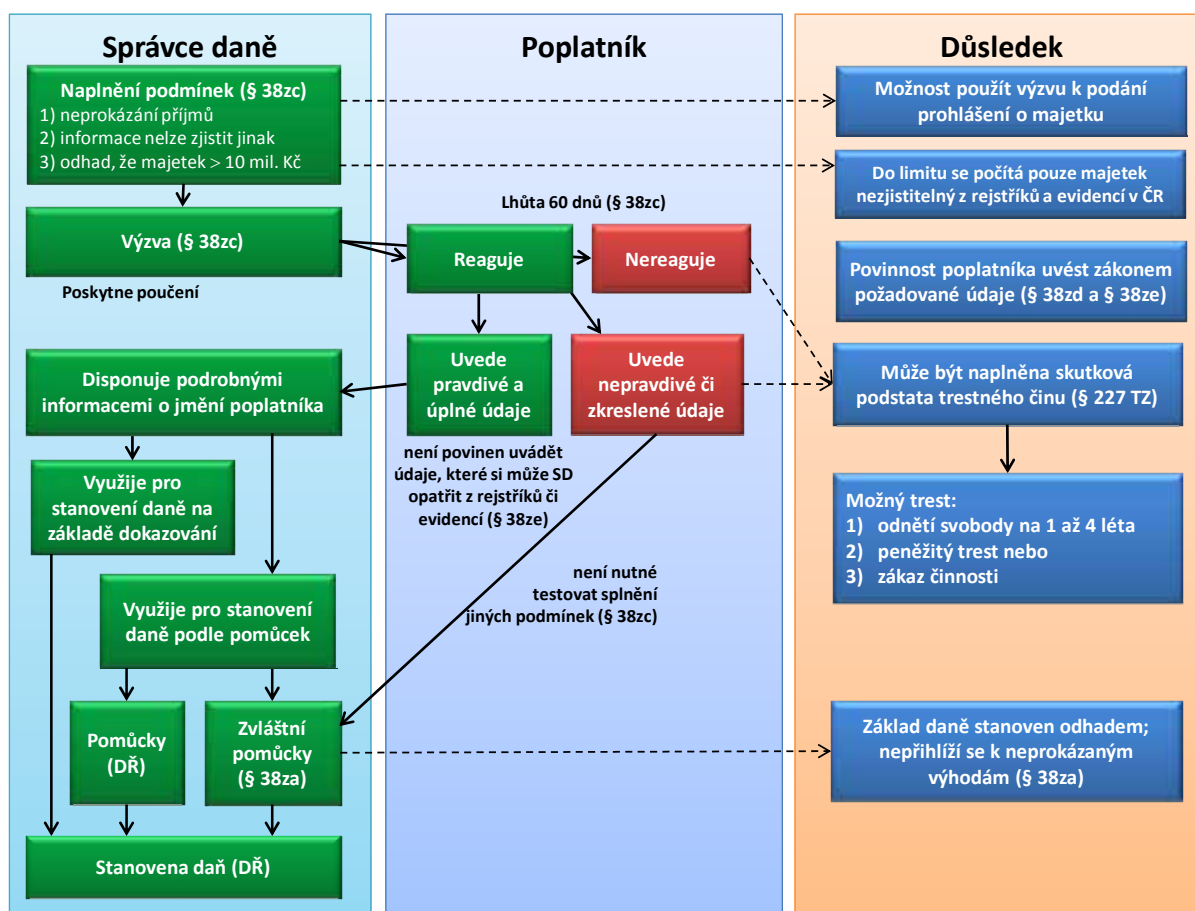 Správce daně
Naplnění podmínek (§ 38zc)
1) neprokázání příjmů
2) informace nelze zjistit jinak
3) odhad, že majetek > 10 mil. Kč
Výzva (§ 38zc)
Poskytne poučení
Disponuje podrobnými
informacemi o jmění poplatníka
Využije pro
stanovení daně na
základě dokazování
Využije pro stanovení
daně podle pomůcek
Pomůcky
(DŘ)
Zvláštní
pomůcky
(§ 38za)
Stanovena daň (DŘ)
Poplatník
Lhůta 60 dnů (§ 38zc)
Reaguje
Nereaguje
Uvede
pravdivé a
úplné údaje
Uvede
nepravdivé či
zkreslené údaje
není povinen uvádět
údaje, které si může SD
opatřit z rejstříků či
evidencí (§ 38ze)
není nutné
testovat splnění
jiných podmínek (§ 38zc)
Důsledek
Možnost použít výzvu k podání
prohlášení o majetku
Do limitu se počítá pouze majetek
nezjistitelný z rejstříků a evidencí v ČR
Povinnost poplatníka uvést zákonem
požadované údaje (§ 38zd a § 38ze)
Může být naplněna skutková
podstata trestného činu (§ 227 TZ)
Možný trest:
1) odnětí svobody na 1 až 4 léta
2) peněžitý trest nebo
3) zákaz činnosti
Základ daně stanoven odhadem;
nepřihlíží se k neprokázaným
výhodám (§ 38za)